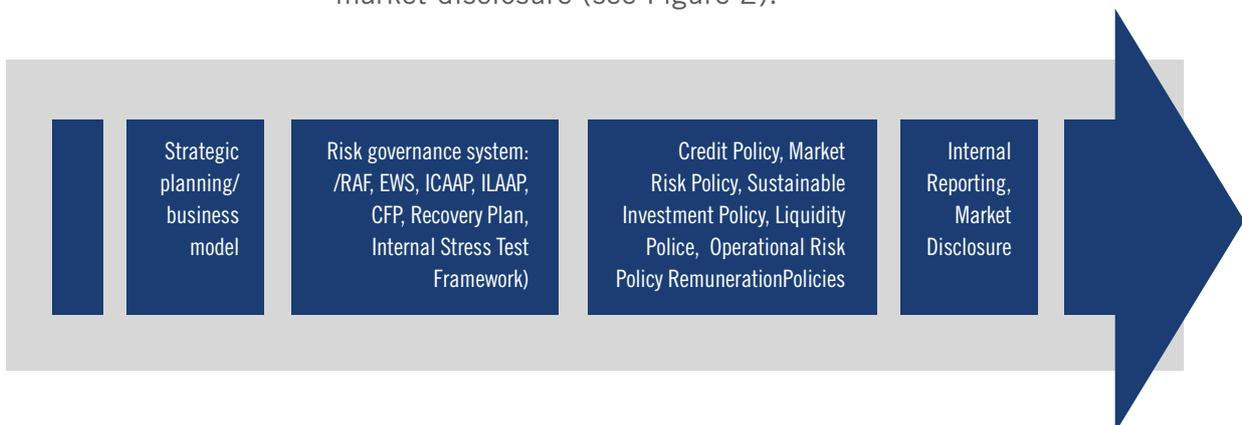 market disclosure (see Figure 2).
Strategic
planning/
business
model
Risk governance system:
/RAF, EWS, ICAAP, ILAAP,
CFP, Recovery Plan,
Internal Stress Test
Framework)
Credit Policy, Market
Risk Policy, Sustainable
Investment Policy, Liquidity
Police,  Operational Risk
Policy RemunerationPolicies
Internal
Reporting,
Market
Disclosure